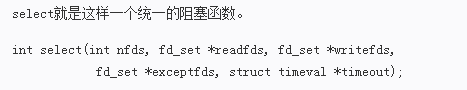 select就是这样一个统一的阻塞函数。
int select(int nfds, fd_set *readfds, fd_set *writefds,
fd_set *exceptfds, struct timeval *timeout);